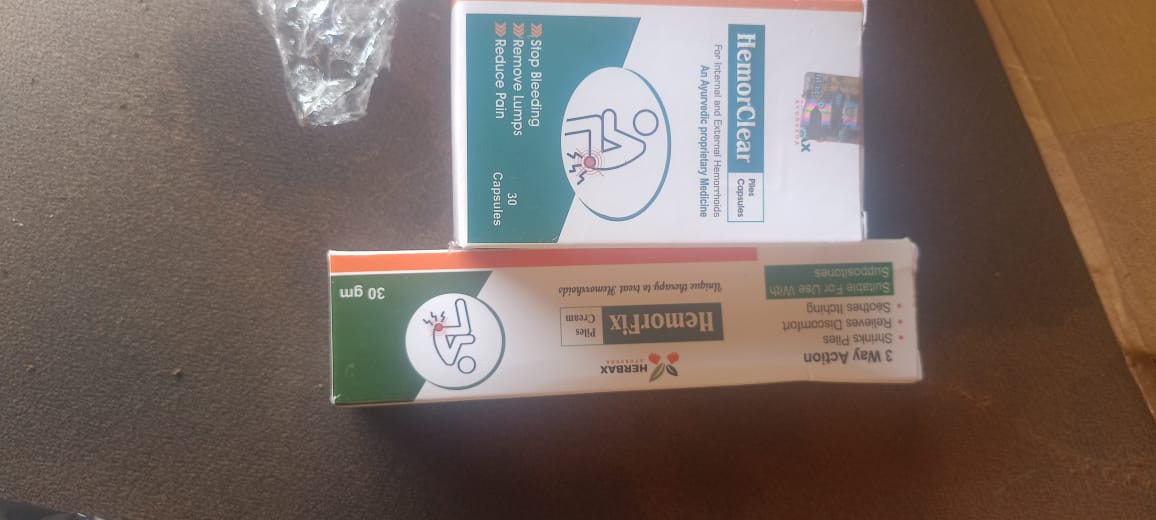 HemorClear
Piles
Capsules
For Internal and External Hemorrhoids
An Ayurvedic proprietary Medicine
Stop Bleeding
Remove Lumps
Reduce Pain
30
Capsules
AYURVEDA
HERBAX
AYURVEDA
HemorFix
Piles
Cream
Unique therapy to treat Hemorrhoids
3 Way Action
• Shrinks Piles
• Relieves Discomfort
• Soothes Itching
Suitable For Use With
Suppositories
30 gm